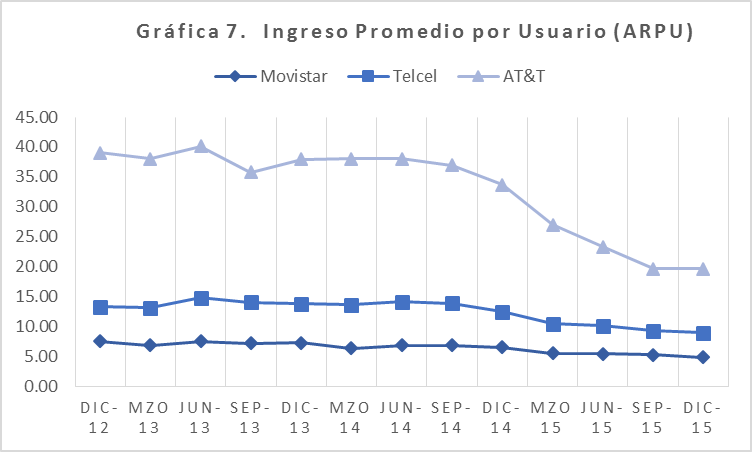 Gráfica 7. Ingreso Promedio por Usuario (ARPU)
Movistar Telcel AT&T
45.00
40.00
35.00
30.00
25.00
20.00
15.00
10.00
5.00
0.00
DIC-12
MZO 13
JUN-13
SEP-13
DIC-13
MZO 14
JUN-14
SEP-14
DIC-14
MZO 15
JUN-15
SEP-15
DIC-15